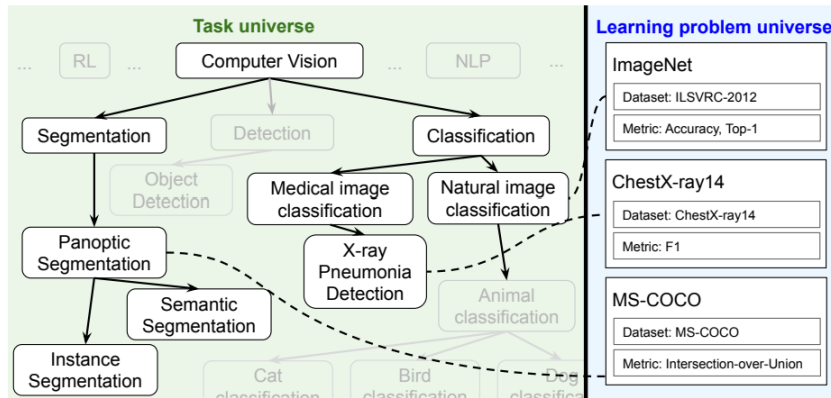 Task universe
Learning problem universe
... RL ... Computer Vision ... NLP ...
Segmentation
Detection
Classification
Object
Detection
Medical image
classification
Natural image
classification
Panoptic
Segmentation
X-ray
Pneumonia
Detection
Semantic
Segmentation
Animal
classification
Instance
Segmentation
Cat
classification
Bird
classification
Dog
ImageNet
Dataset: ILSVRC-2012
Metric: Accuracy, Top-1
ChestX-ray14
Dataset: ChestX-ray14
Metric: F1
MS-COCO
Dataset: MS-COCO
Metric: Intersection-over-Union